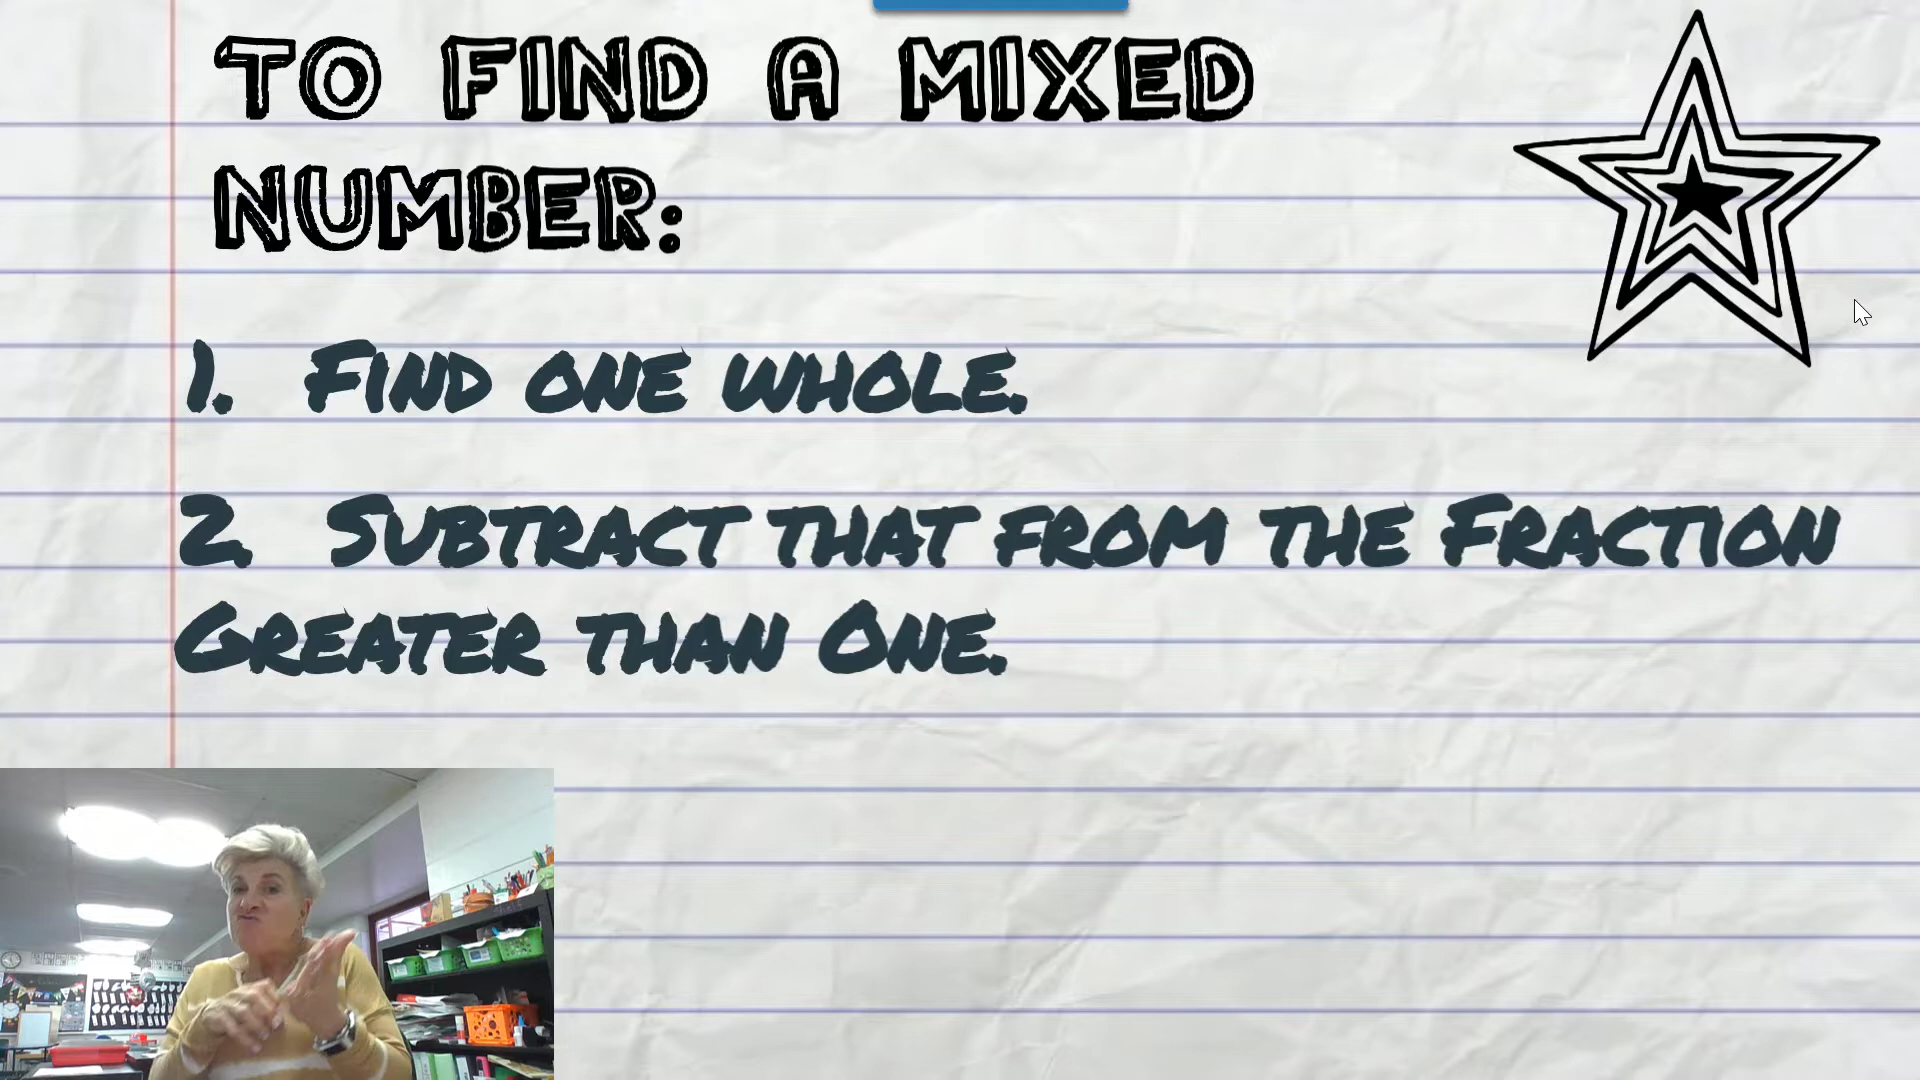 TO FIND A MIXED
NUMBER:
1. FIND ONE WHOLE.
2. SUBTRACT THAT FROM THE FRACTION
GREATER THAN ONE.